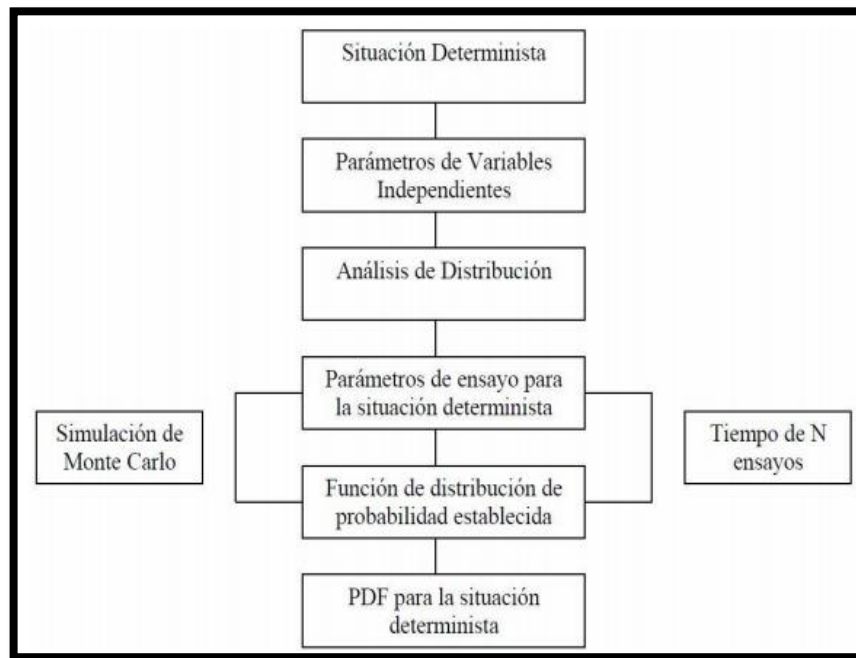 Situación Determinista
Parámetros de Variables
Independientes
Análisis de Distribución
Parámetros de ensayo para
la situación determinista
Simulación de
Monte Carlo
Tiempo de N
ensayos
Función de distribución de
probabilidad establecida
PDF para la situación
determinista